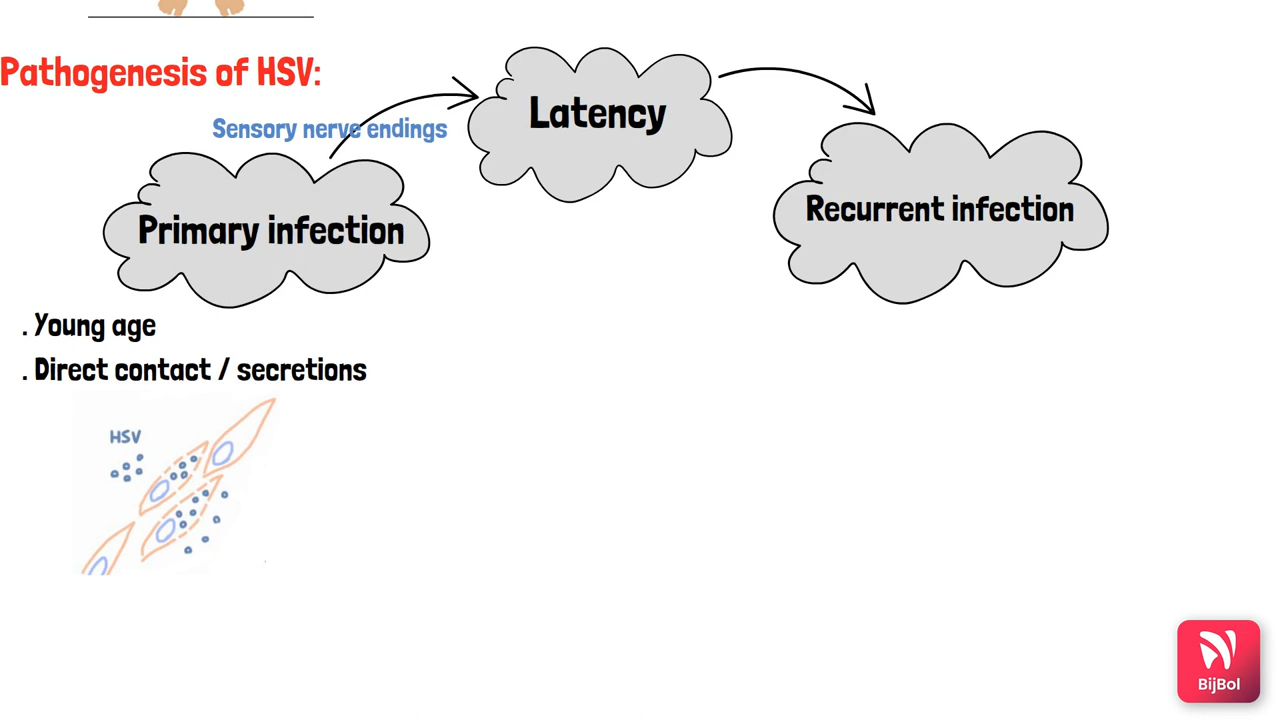 Pathogenesis of HSV:
Sensory nerve endings
Latency
Primary infection
Recurrent infection
. Young age
. Direct contact / secretions
HSV
BijBol